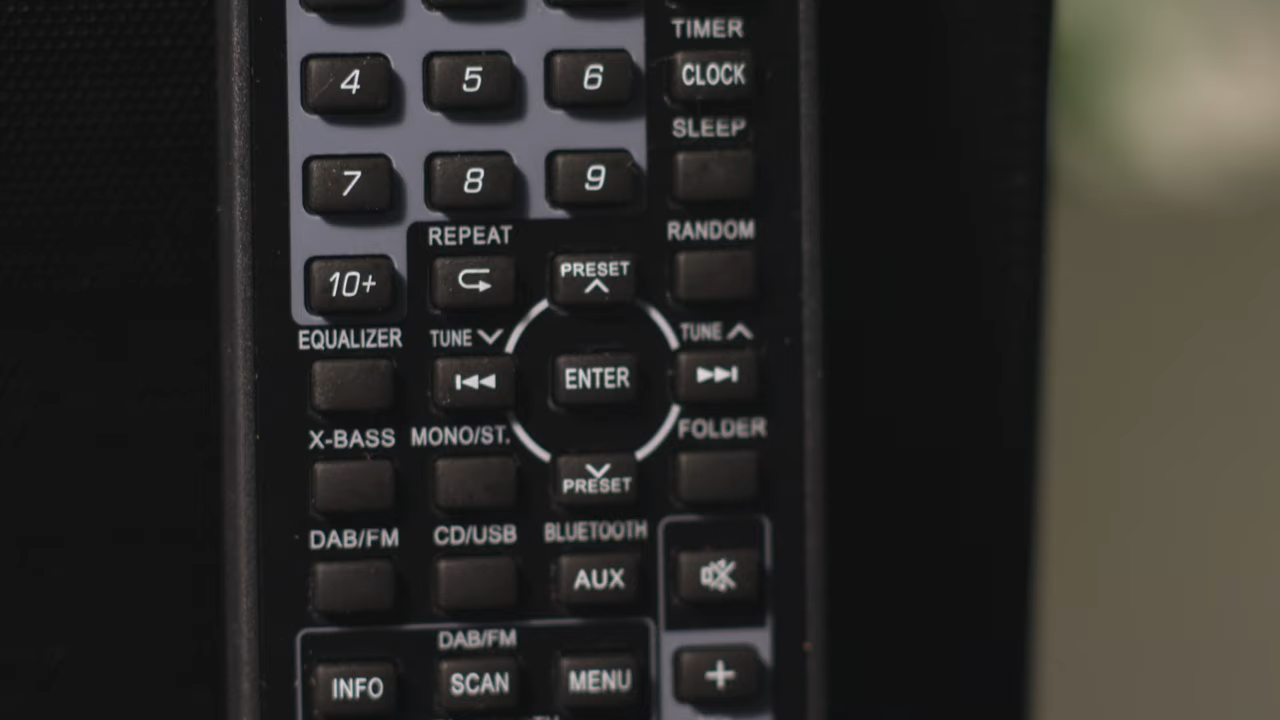 TIMER
4 5 6 CLOCK
SLEEP
7 8 9
REPEAT RANDOM
10+ PRESET
EQUALIZER TUNE TUNE
ENTER
X-BASS MONO/ST. FOLDER
PRESET
DAB/FM CD/USB BLUETOOTH
AUX
DAB/FM
INFO SCAN MENU +